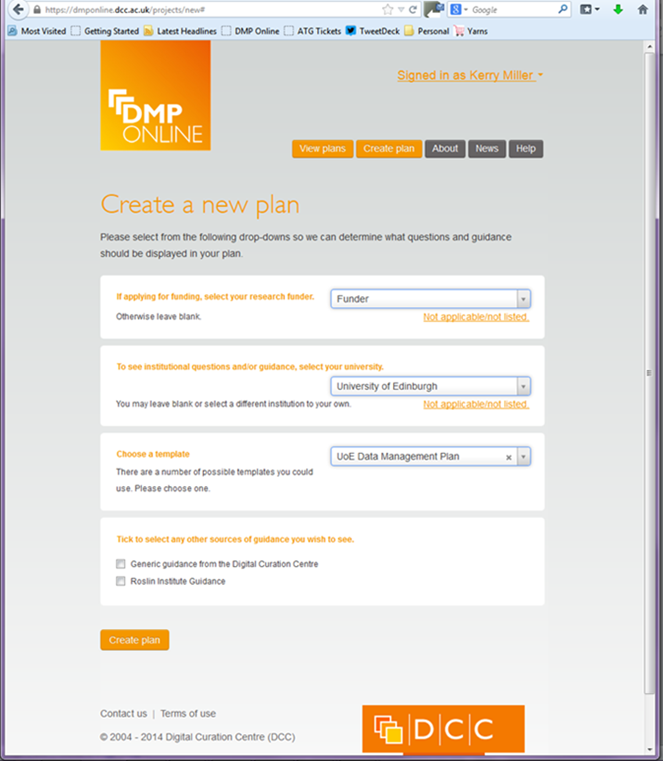 https://dmponline.dcc.ac.uk/projects/new#
Google
Most Visited Getting Started Latest Headlines DMP Online ATG Tickets TweetDeck Personal Yarns
DMP
ONLINE
Signed in as Kerry Miller
View plans Create plan About News Help
Create a new plan
Please select from the following drop-downs so we can determine what questions and guidance
should be displayed in your plan.
If applying for funding, select your research funder. Funder
Otherwise leave blank. Not applicable/not listed.
To see institutional questions and/or guidance, select your university.
University of Edinburgh
You may leave blank or select a different institution to your own. Not applicable/not listed.
Choose a template UoE Data Management Plan
There are a number of possible templates you could
use. Please choose one.
Tick to select any other sources of guidance you wish to see.
Generic guidance from the Digital Curation Centre
Roslin Institute Guidance
Create plan
Contact us | Terms of use
© 2004 - 2014 Digital Curation Centre (DCC)
D|C|C